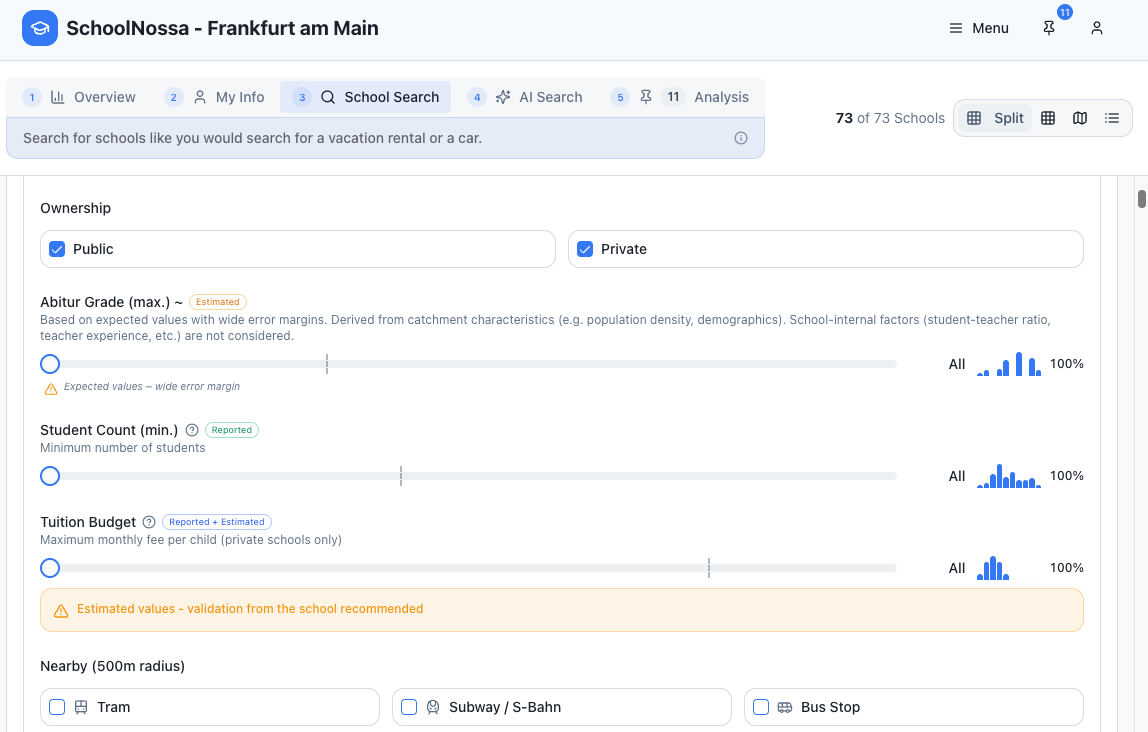 SchoolNossa - Frankfurt am Main
Menu
11
1 Overview
2 My Info
3 School Search
4 AI Search
5 11 Analysis
Search for schools like you would search for a vacation rental or a car.
73 of 73 Schools
Split
Ownership
Public
Private
Abitur Grade (max.) ~ Estimated
Based on expected values with wide error margins. Derived from catchment characteristics (e.g. population density, demographics). School-internal factors (student-teacher ratio,
teacher experience, etc.) are not considered.
All 100%
Expected values – wide error margin
Student Count (min.) Reported
Minimum number of students
All 100%
Tuition Budget Reported + Estimated
Maximum monthly fee per child (private schools only)
All 100%
Estimated values - validation from the school recommended
Nearby (500m radius)
Tram
Subway / S-Bahn
Bus Stop